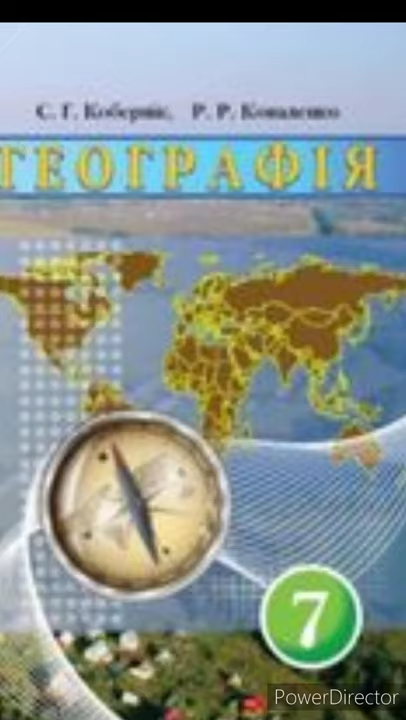 С. Г. Кобернік, Р. Р. Коваленко
ГЕОГРАФІЯ
7
PowerDirector